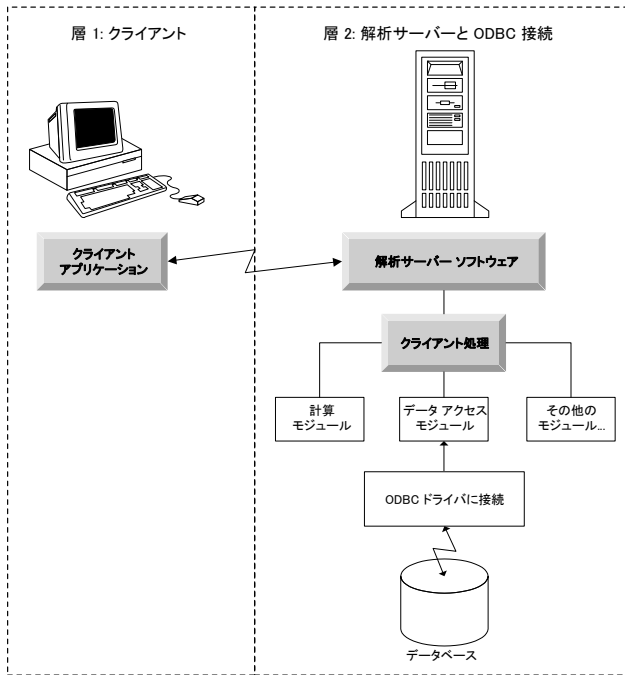 層 1: クライアント
層 2: 解析サーバーと ODBC 接続
クライアント
アプリケーション
解析サーバー ソフトウェア
クライアント処理
計算
モジュール
データ アクセス
モジュール
その他の
モジュール...
ODBC ドライバに接続
データベース